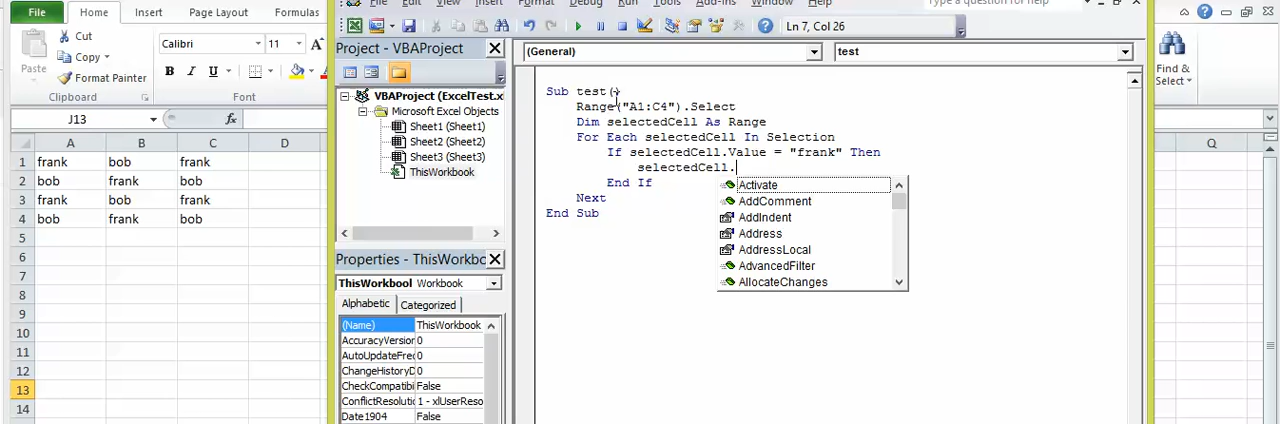 File Home Insert Page Layout Formulas
Cut
Copy
Paste
Format Painter
Clipboard
Calibri 11
B I U
Font
Find &
Select
J13
fx
A B C D Q
1 frank bob frank
2 bob frank bob
3 frank bob frank
4 bob frank bob
5
6
7
8
9
10
11
12
13
14
Format Debug Run Tools Add-Ins Window Help
Type a question for help
Ln 7, Col 26
Project - VBAProject
VBAProject (ExcelTest.x
Microsoft Excel Objects
Sheet1 (Sheet1)
Sheet2 (Sheet2)
Sheet3 (Sheet3)
ThisWorkbook
Properties - ThisWorkbo
ThisWorkbool Workbook
Alphabetic Categorized
(Name) ThisWorkbook
AccuracyVersion 0
AutoUpdateFre 0
ChangeHistoryD 0
CheckCompatibi False
ConflictResolutio 1 - xlUserReso
Date1904 False
(General) test
Sub test()
Range("A1:C4").Select
Dim selectedCell As Range
For Each selectedCell In Selection
If selectedCell.Value = "frank" Then
selectedCell.
End If
Next
End Sub
Activate
AddComment
AddIndent
Address
AddressLocal
AdvancedFilter
AllocateChanges